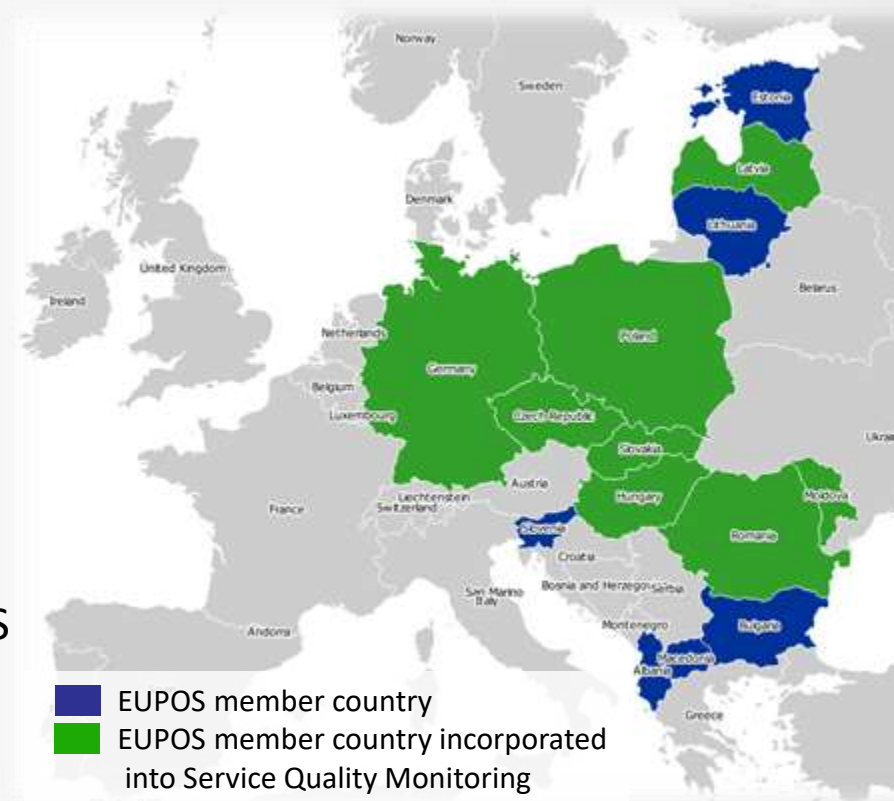 Norway
Sweden
Estonia
Latvia
Denmark
Lithuania
United Kingdom
Ireland
Belarus
Netherlands
Poland
Germany
Belgium
Luxembourg
Czech Republic
Slovakia
Ukrai
Austria
Liechtenstein
Switzerland
Hungary
Moldova
France
Slovenia
Romania
Croatia
Bosnia and Herzegov
Serbia
San Marino
Italy
S
Montenegro
Bulgaria
Andorra
Macedonia
Albania
Greece
EUPOS member country
EUPOS member country incorporated
into Service Quality Monitoring